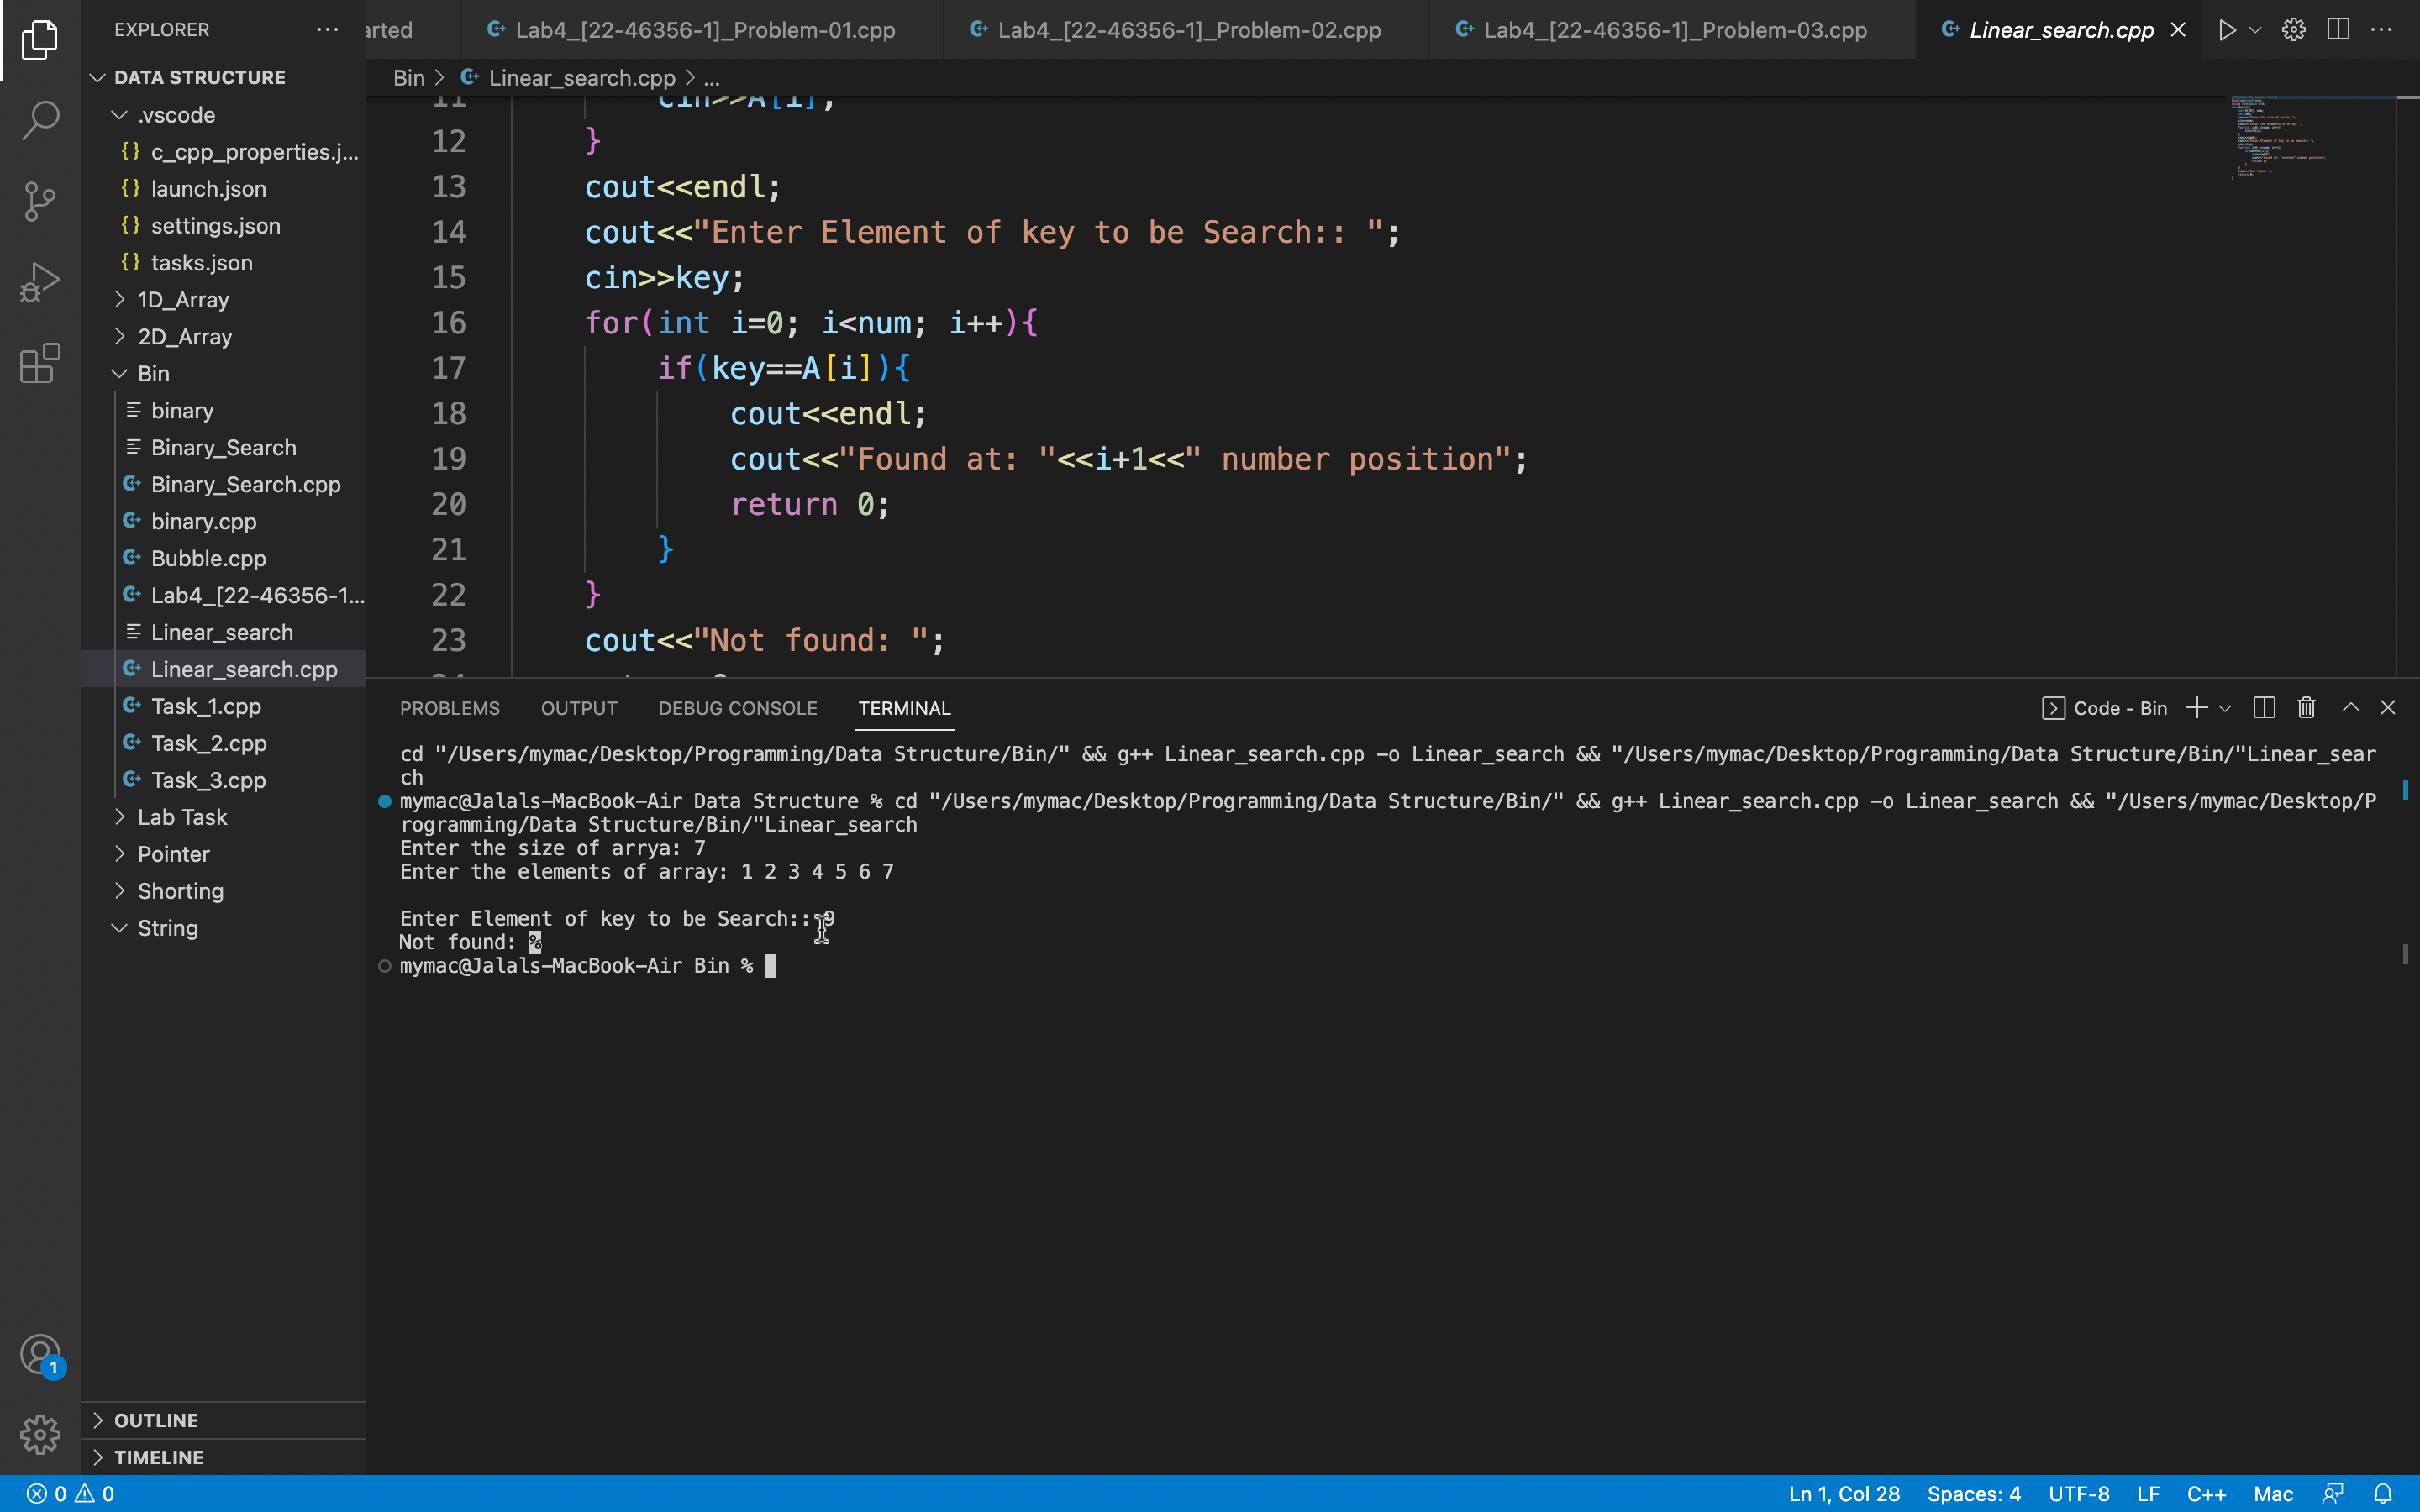 EXPLORER
arted
Lab4_[22-46356-1]_Problem-01.cpp
Lab4_[22-46356-1]_Problem-02.cpp
Lab4_[22-46356-1]_Problem-03.cpp
Linear_search.cpp
DATA STRUCTURE
.vscode
{} c_cpp_properties.j...
{} launch.json
{} settings.json
{} tasks.json
1D_Array
2D_Array
Bin
binary
Binary_Search
Binary_Search.cpp
binary.cpp
Bubble.cpp
Lab4_[22-46356-1...
Linear_search
Linear_search.cpp
Task_1.cpp
Task_2.cpp
Task_3.cpp
Lab Task
Pointer
Shorting
String
OUTLINE
TIMELINE
Bin > Linear_search.cpp > ...
11 cin>>A[i];
12 }
13 cout<<endl;
14 cout<<"Enter Element of key to be Search:: ";
15 cin>>key;
16 for(int i=0; i<num; i++){
17 if(key==A[i]){
18 cout<<endl;
19 cout<<"Found at: "<<i+1<<" number position";
20 return 0;
21 }
22 }
23 cout<<"Not found: ";
PROBLEMS OUTPUT DEBUG CONSOLE TERMINAL
Code - Bin
cd "/Users/mymac/Desktop/Programming/Data Structure/Bin/" && g++ Linear_search.cpp -o Linear_search && "/Users/mymac/Desktop/Programming/Data Structure/Bin/"Linear_sear
ch
mymac@Jalals-MacBook-Air Data Structure % cd "/Users/mymac/Desktop/Programming/Data Structure/Bin/" && g++ Linear_search.cpp -o Linear_search && "/Users/mymac/Desktop/P
rogramming/Data Structure/Bin/"Linear_search
Enter the size of arrya: 7
Enter the elements of array: 1 2 3 4 5 6 7
Enter Element of key to be Search:: 9
Not found: %
mymac@Jalals-MacBook-Air Bin %
1
0 0
Ln 1, Col 28 Spaces: 4 UTF-8 LF C++ Mac